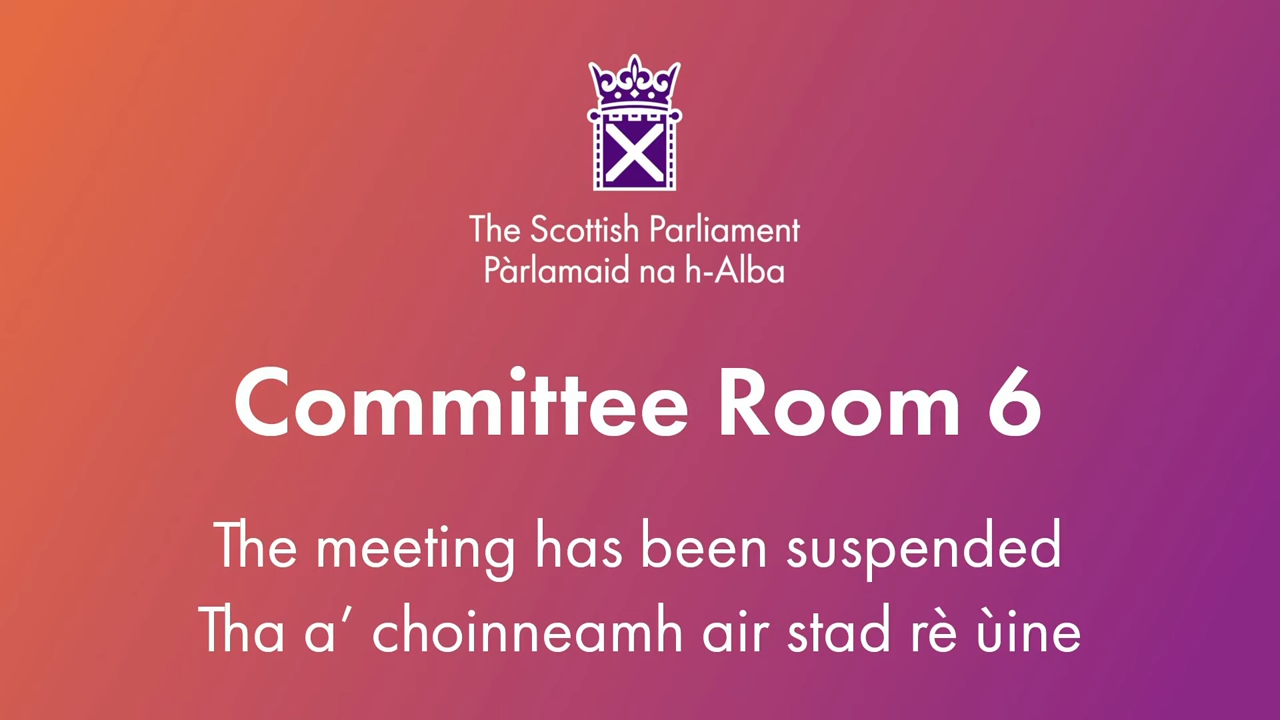 The Scottish Parliament
Pàrlamaid na h-Alba
Committee Room 6
The meeting has been suspended
Tha a’ choinneamh air stad rè ùine